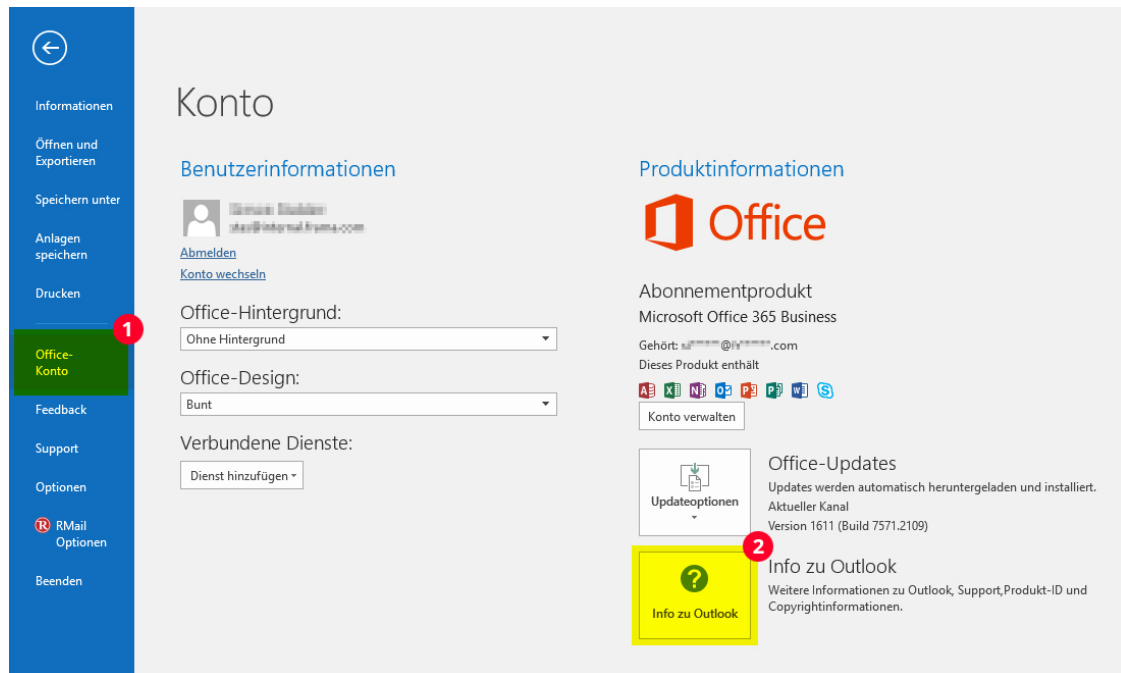 Informationen
Öffnen und
Exportieren
Speichern unter
Anlagen
speichern
Drucken
1
Office-
Konto
Feedback
Support
Optionen
R RMail
Optionen
Beenden
Konto
Benutzerinformationen
Abmelden
Konto wechseln
Office-Hintergrund:
Ohne Hintergrund
Office-Design:
Bunt
Verbundene Dienste:
Dienst hinzufügen
Produktinformationen
Office
Abonnementprodukt
Microsoft Office 365 Business
Gehört: @ .com
Dieses Produkt enthält
Konto verwalten
Updateoptionen
Office-Updates
Updates werden automatisch heruntergeladen und installiert.
Aktueller Kanal
Version 1611 (Build 7571.2109)
2
?
Info zu Outlook
Info zu Outlook
Weitere Informationen zu Outlook, Support,Produkt-ID und
Copyrightinformationen.